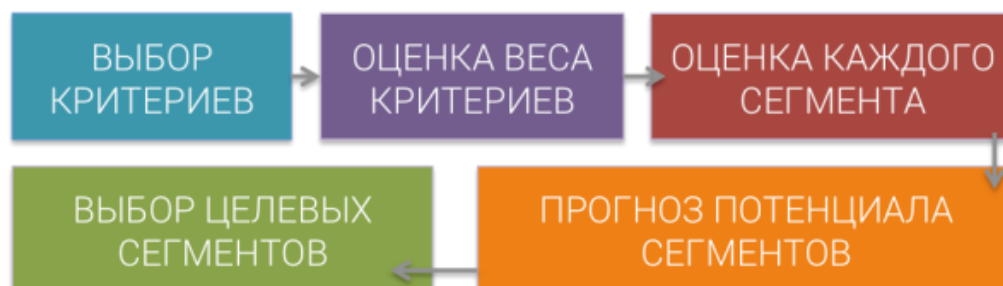 ВЫБОР
КРИТЕРИЕВ
ОЦЕНКА ВЕСА
КРИТЕРИЕВ
ОЦЕНКА КАЖДОГО
СЕГМЕНТА
ПРОГНОЗ ПОТЕНЦИАЛА
СЕГМЕНТОВ
ВЫБОР ЦЕЛЕВЫХ
СЕГМЕНТОВ